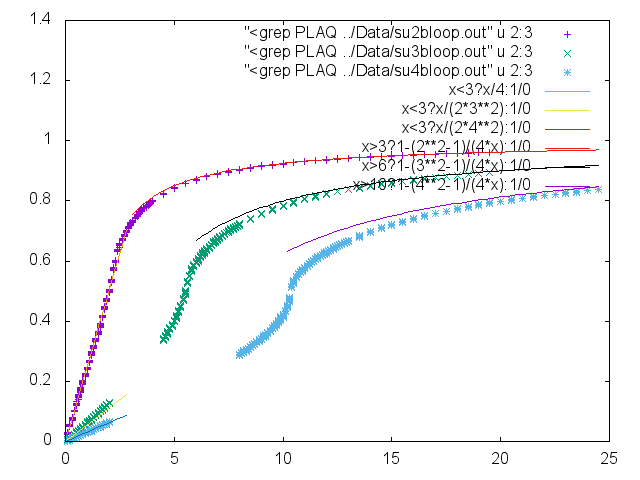 1.4
"<grep PLAQ ../Data/su2bloop.out" u 2:3
"<grep PLAQ ../Data/su3bloop.out" u 2:3
"<grep PLAQ ../Data/su4bloop.out" u 2:3
1.2
x<3?x/4:1/0
x<3?x/(2*3**2):1/0
x<3?x/(2*4**2):1/0
1
x>3?1-(2**2-1)/(4*x):1/0
x>6?1-(3**2-1)/(4*x):1/0
x>10?1-(4**2-1)/(4*x):1/0
0.8
0.6
0.4
0.2
0
0 5 10 15 20 25